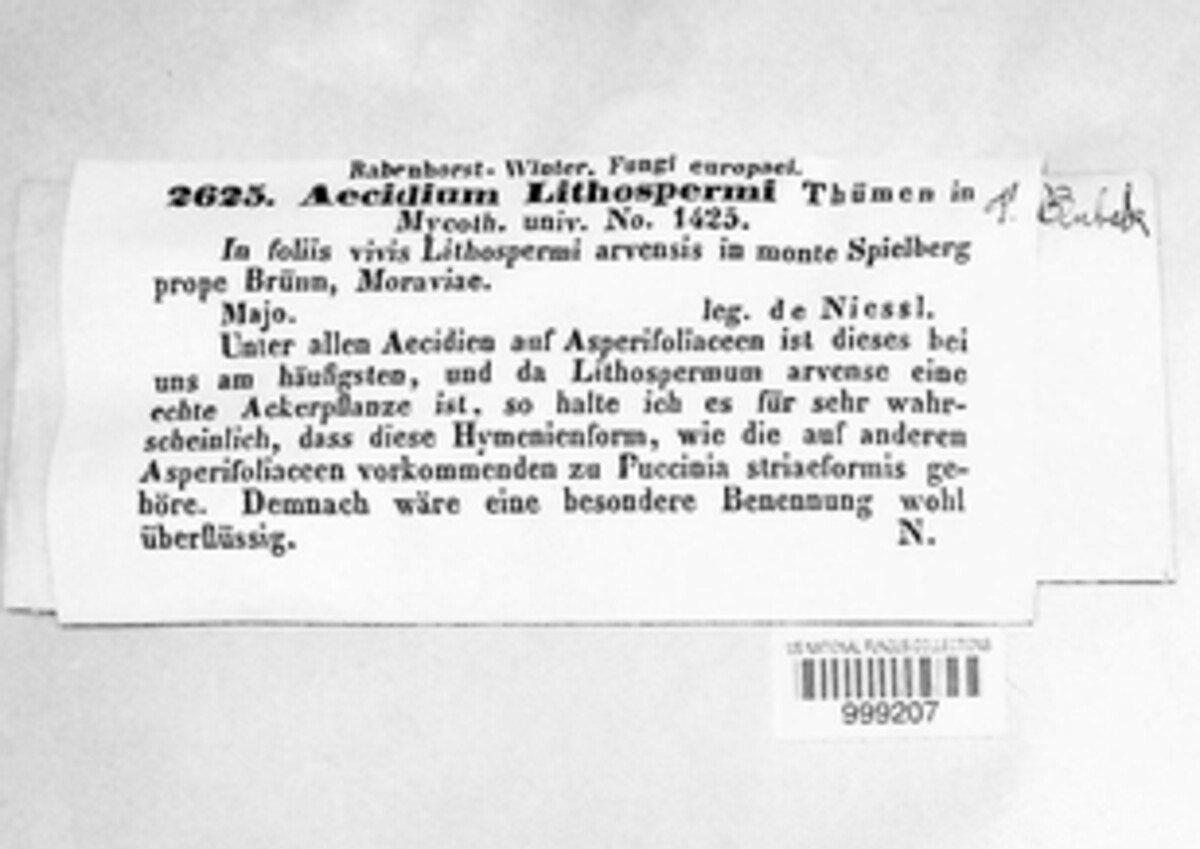 Rabenhorst-Winter. Fungi europaei.
2625. Aecidium Lithospermi Thümen in
Mycoth. univ. No. 1425.
In foliis vivis Lithospermi arvensis in monte Spielberg
prope Brünn, Moraviae.
Majo. leg. de Niessl.
Unter allen Aecidien auf Asperifoliaceen ist dieses bei
uns am häufigsten, und da Lithospermum arvense eine
echte Ackerpflanze ist, so halte ich es für sehr wahr-
scheinlich, dass diese Hymenienform, wie die auf anderen
Asperifoliaceen vorkommenden zu Puccinia striaeformis ge-
höre. Demnach wäre eine besondere Benennung wohl
überflüssig. N.
US NATIONAL FUNGUS COLLECTIONS
999207